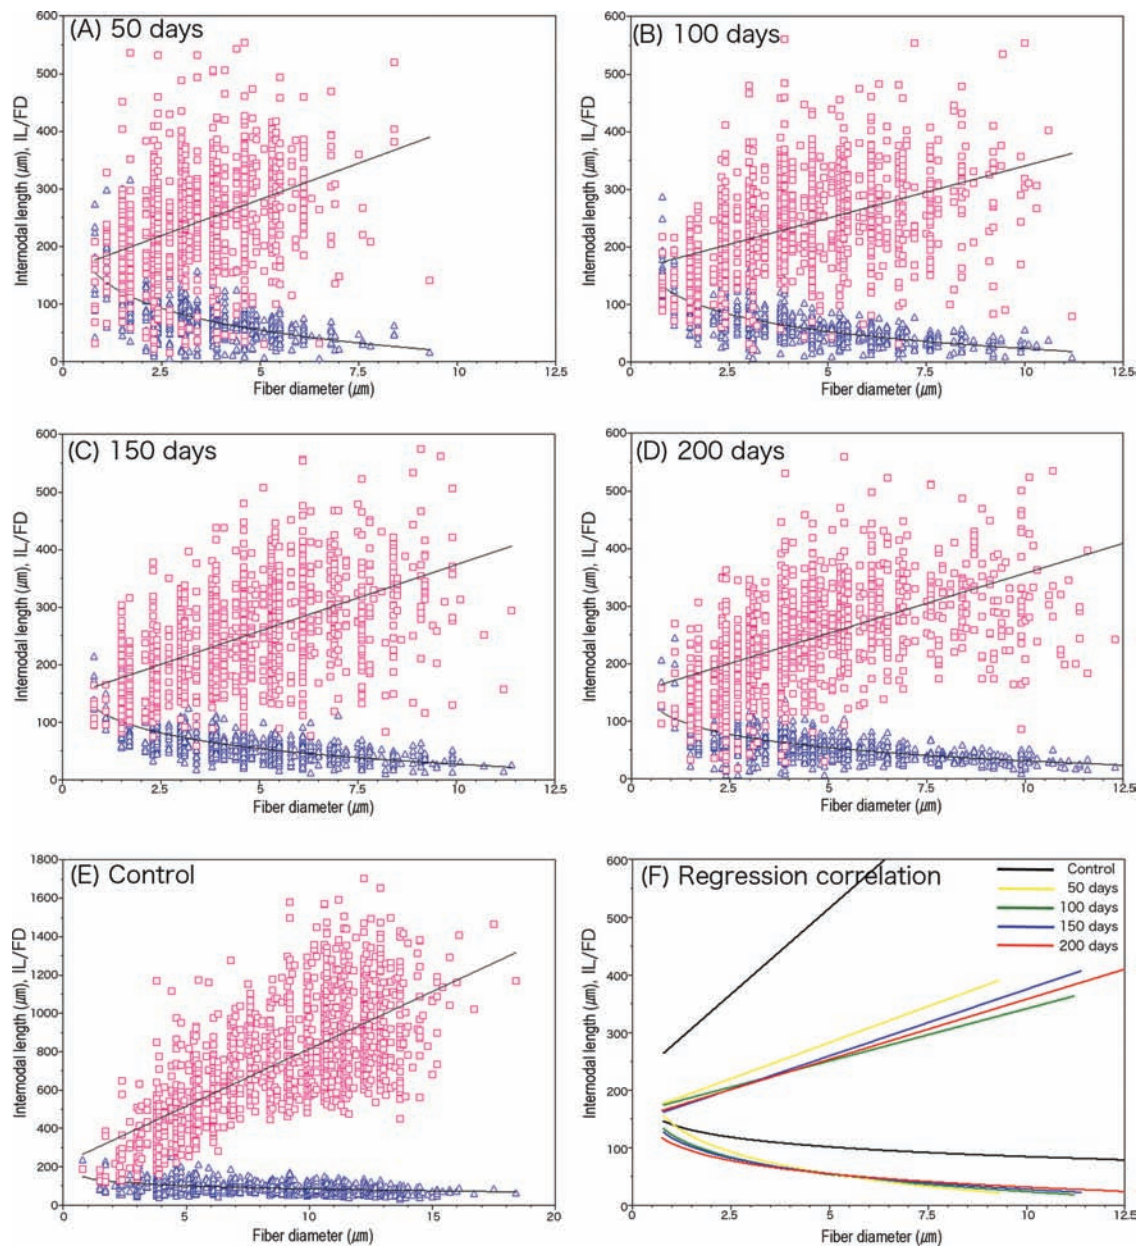 (A) 50 days
600
500
400
300
200
100
0
Internodal length (μm), IL/FD
0 2.5 5 7.5 10 12.5
Fiber diameter (μm)
(B) 100 days
600
500
400
300
200
100
0
Internodal length (μm), IL/FD
0 2.5 5 7.5 10 12.5
Fiber diameter (μm)
(C) 150 days
600
500
400
300
200
100
0
Internodal length (μm), IL/FD
0 2.5 5 7.5 10 12.5
Fiber diameter (μm)
(D) 200 days
600
500
400
300
200
100
0
Internodal length (μm), IL/FD
0 2.5 5 7.5 10 12.5
Fiber diameter (μm)
(E) Control
1800
1600
1400
1200
1000
800
600
400
200
0
Internodal length (μm), IL/FD
0 5 10 15 20
Fiber diameter (μm)
(F) Regression correlation
Control
50 days
100 days
150 days
200 days
600
500
400
300
200
100
0
Internodal length (μm), IL/FD
0 2.5 5 7.5 10 12.5
Fiber diameter (μm)